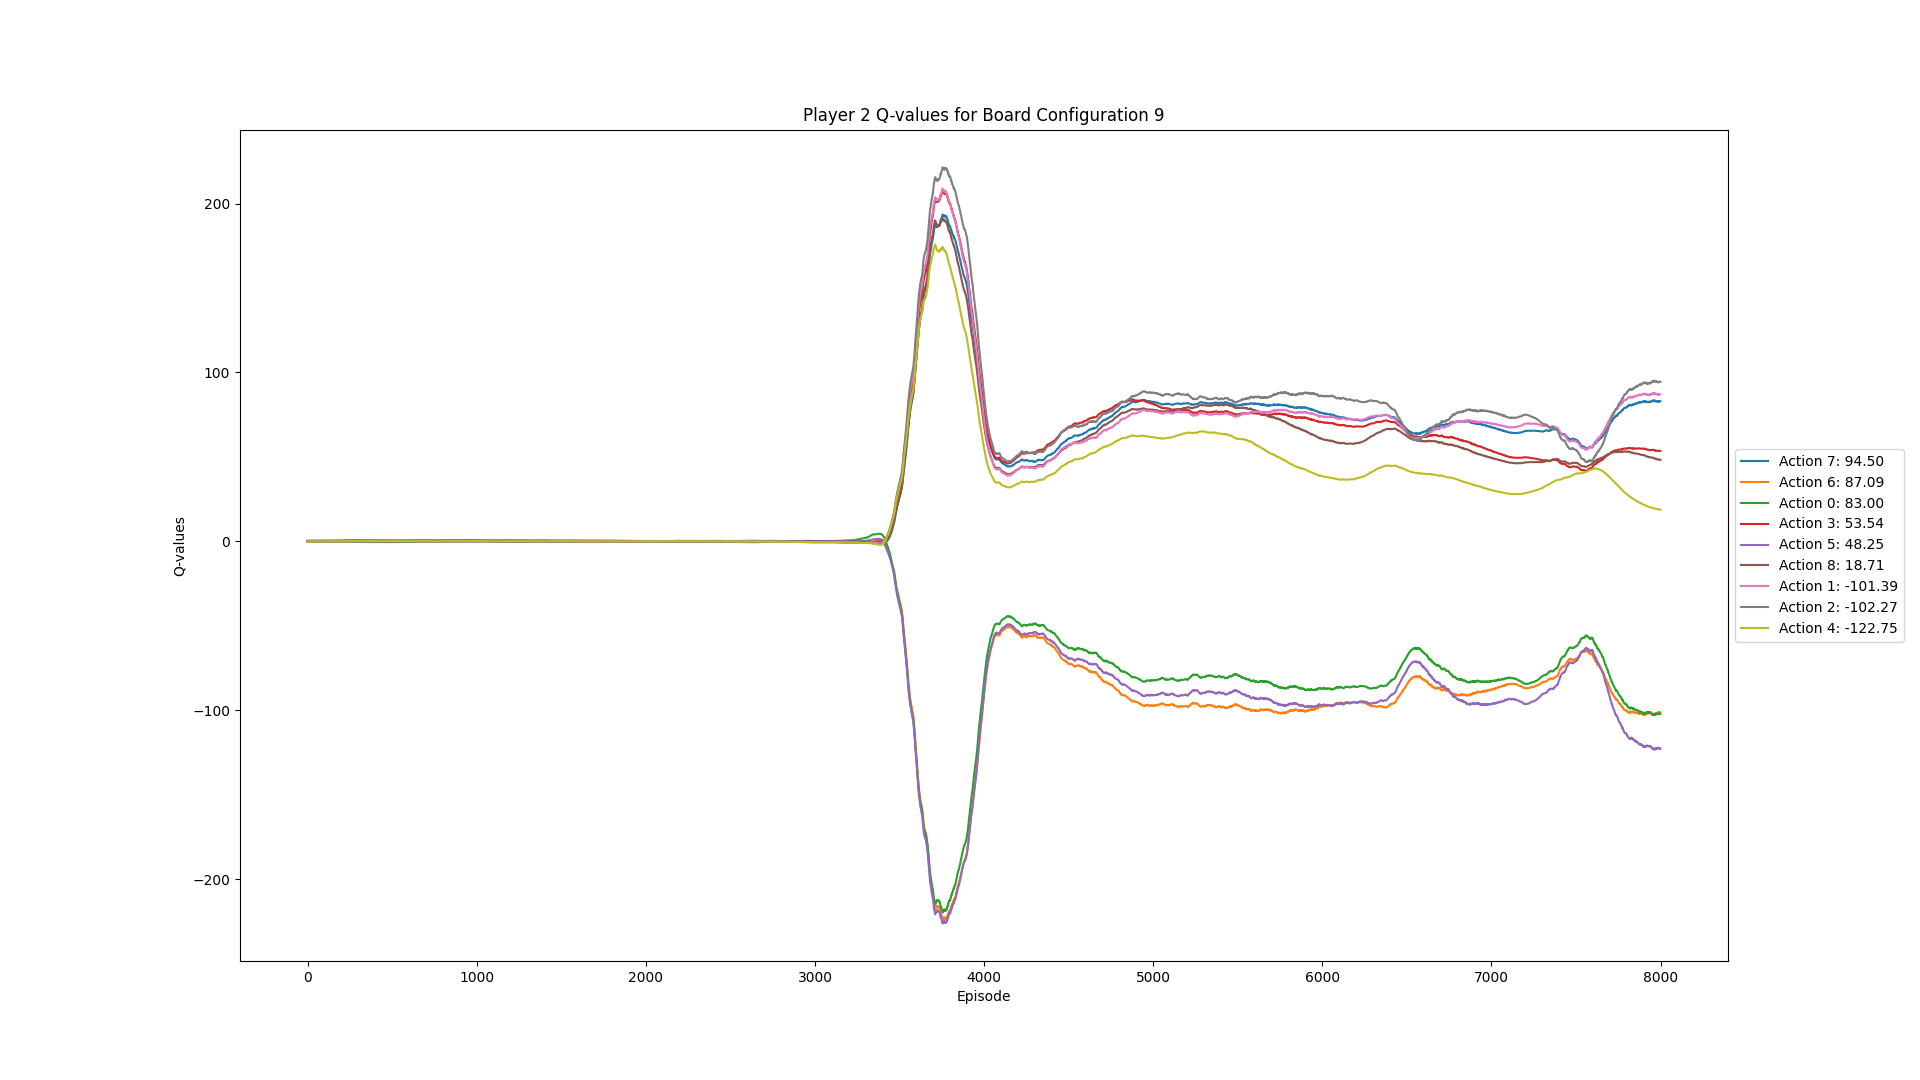 Player 2 Q-values for Board Configuration 9
200
100
0
−100
−200
Q-values
0
1000
2000
3000
4000
5000
6000
7000
8000
Episode
Action 7: 94.50
Action 6: 87.09
Action 0: 83.00
Action 3: 53.54
Action 5: 48.25
Action 8: 18.71
Action 1: -101.39
Action 2: -102.27
Action 4: -122.75